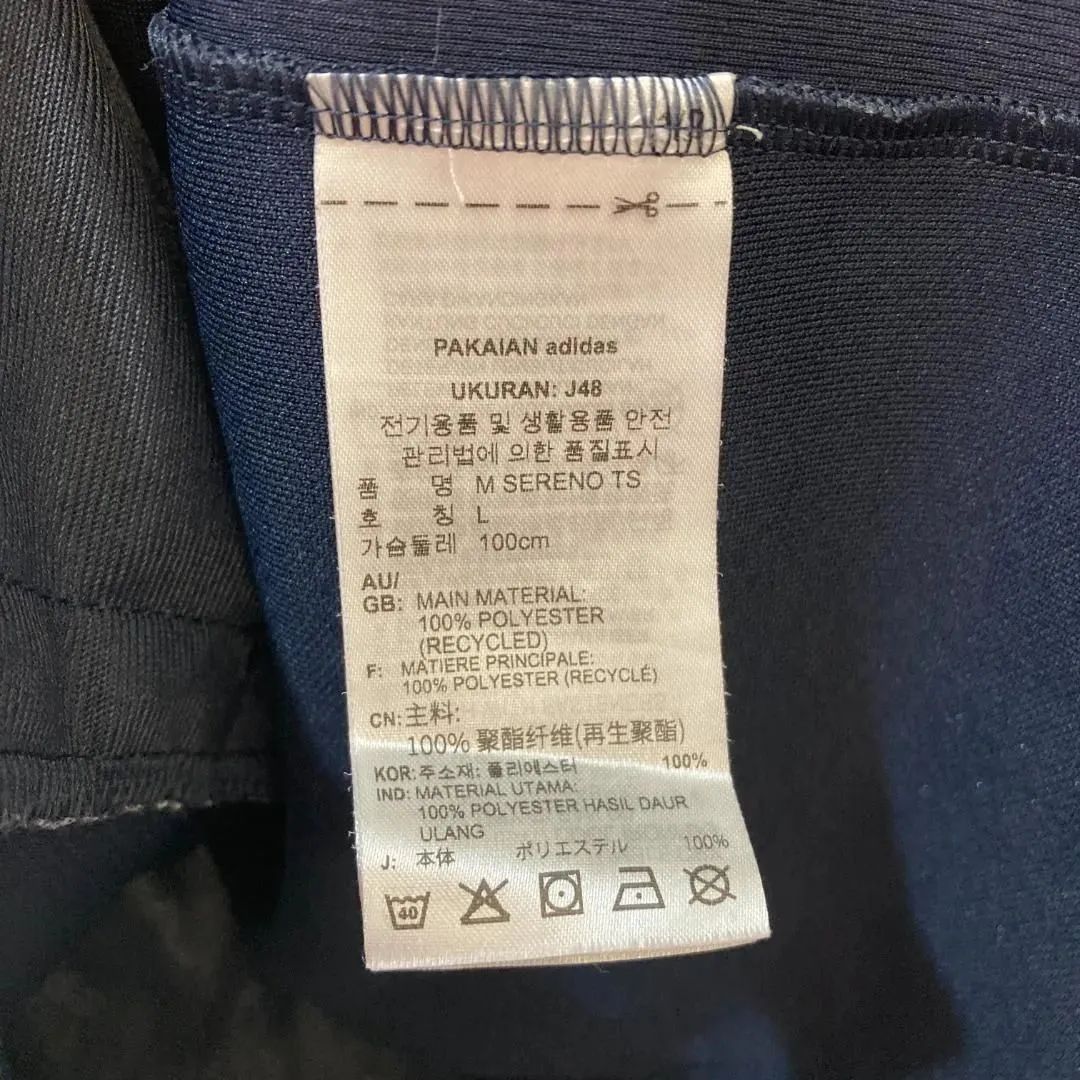 PAKAIAN adidas
UKURAN: J48
전기용품 및 생활용품 안전
관리법에 의한 품질표시
품 명 M SERENO TS
호 칭 L
가슴둘레 100cm
AU/
GB: MAIN MATERIAL:
100% POLYESTER
(RECYCLED)
F: MATIERE PRINCIPALE:
100% POLYESTER (RECYCLÉ)
CN: 主料:
100% 聚酯纤维(再生聚酯)
KOR: 주소재: 폴리에스터 100%
IND: MATERIAL UTAMA:
100% POLYESTER HASIL DAUR
ULANG
J: 本体 ポリエステル 100%
40